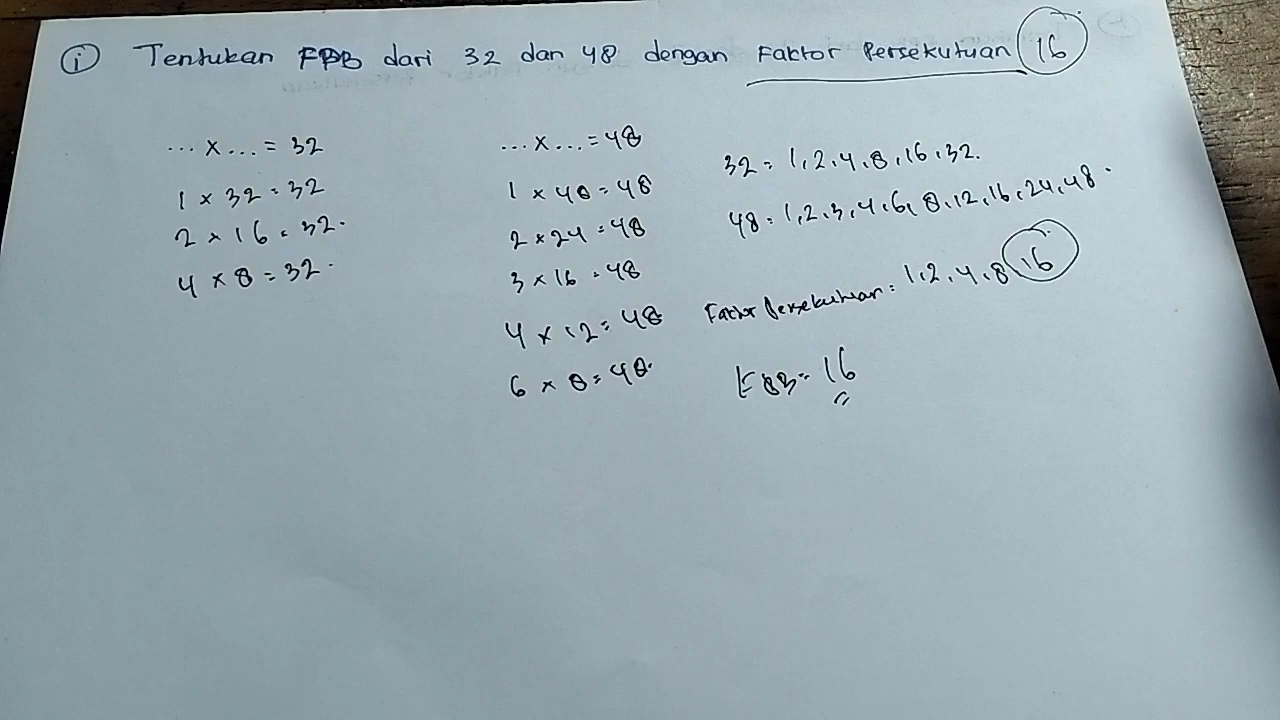 ① Tentukan FPB dari 32 dan 48 dengan Faktor Persekutuan 16
... x ... = 32
1 x 32 = 32
2 x 16 = 32.
4 x 8 = 32.
... x ... = 48
1 x 48 = 48
2 x 24 = 48
3 x 16 = 48
4 x 12 = 48
6 x 8 = 48.
32 = 1, 2, 4, 8, 16, 32.
48 = 1, 2, 3, 4, 6, 8, 12, 16, 24, 48.
Faktor Persekutuan = 1, 2, 4, 8, 16
FPB = 16